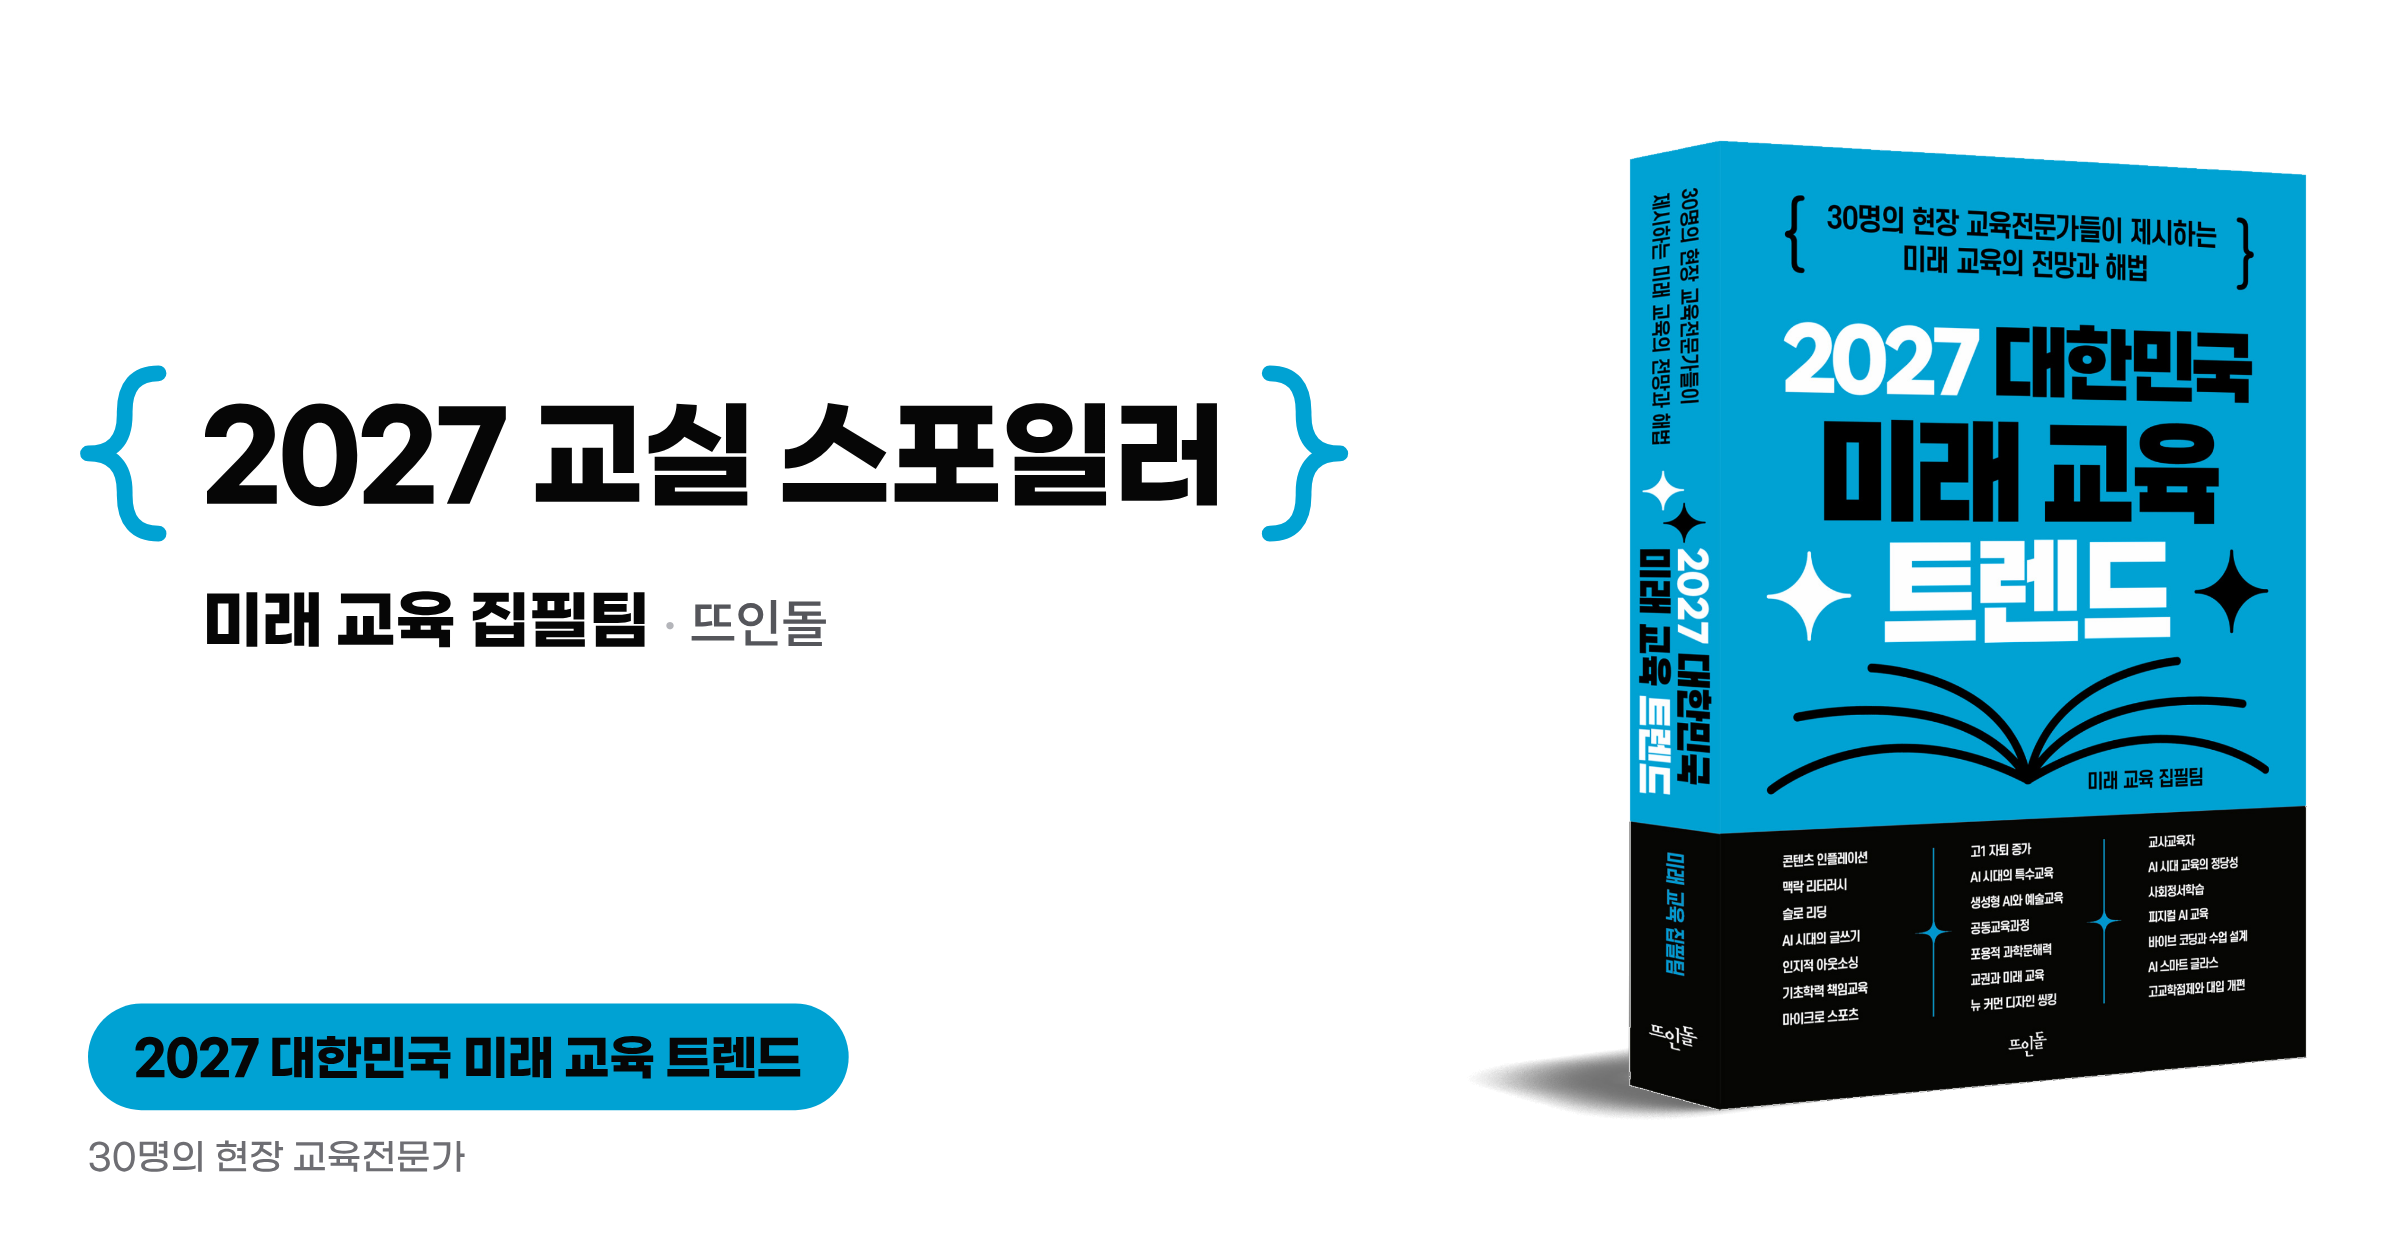 { 2027 교실 스포일러 }
미래 교육 집필팀 · 뜨인돌
2027 대한민국 미래 교육 트렌드
30명의 현장 교육전문가
30명의 현장 교육전문가들이
제시하는 미래 교육의 전망과 해법
2027 대한민국
미래 교육 트렌드
미래 교육 집필팀
뜨인돌
{ 30명의 현장 교육전문가들이 제시하는
미래 교육의 전망과 해법 }
2027 대한민국
미래 교육
트렌드
미래 교육 집필팀
콘텐츠 인플레이션
맥락 리터러시
슬로 리딩
AI 시대의 글쓰기
인지적 아웃소싱
기초학력 책임교육
마이크로 스포츠
고1 자퇴 증가
AI 시대의 특수교육
생성형 AI와 예술교육
공동교육과정
포용적 과학문해력
교권과 미래 교육
뉴 커먼 디자인 씽킹
교사교육자
AI 시대 교육의 정당성
사회정서학습
피지컬 AI 교육
바이브 코딩과 수업 설계
AI 스마트 글라스
고교학점제와 대입 개편
뜨인돌